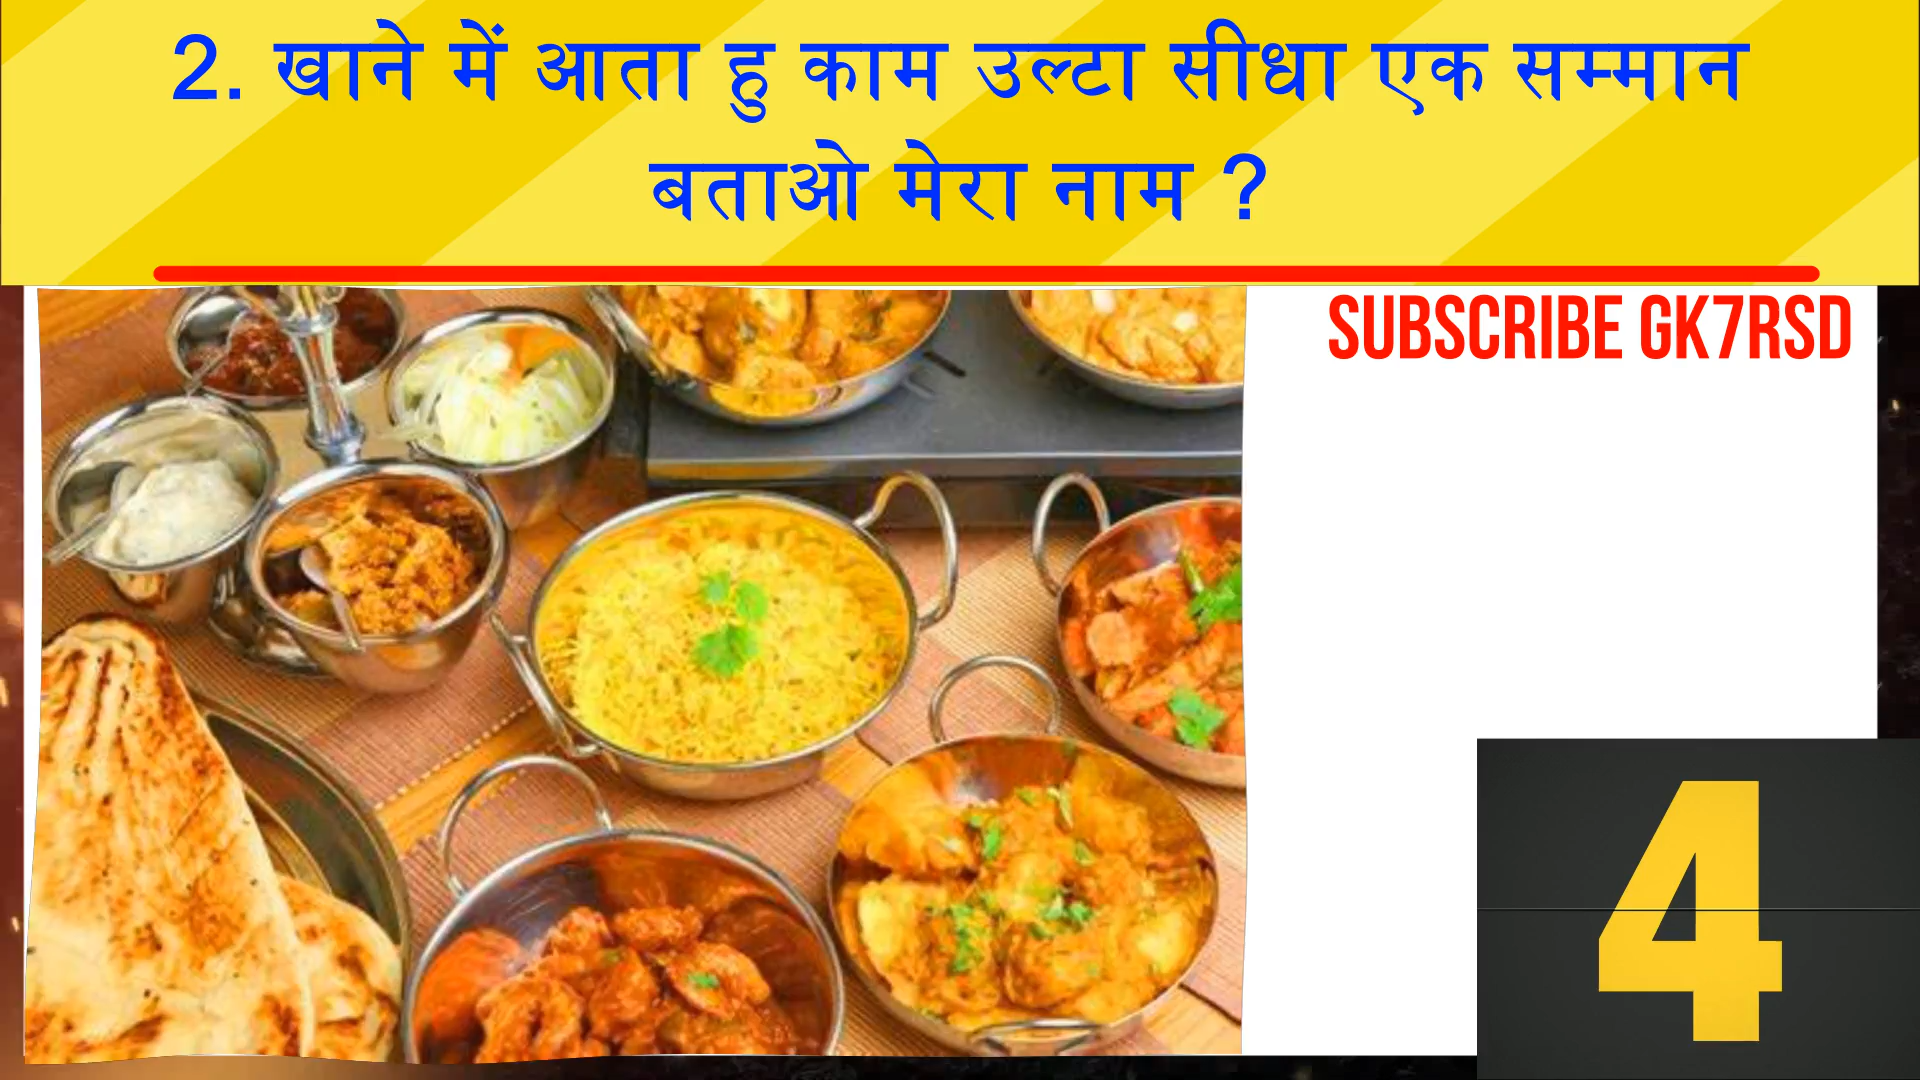 2. खाने में आता हु काम उल्टा सीधा एक सम्मान
बताओ मेरा नाम ?
SUBSCRIBE GK7RSD
4